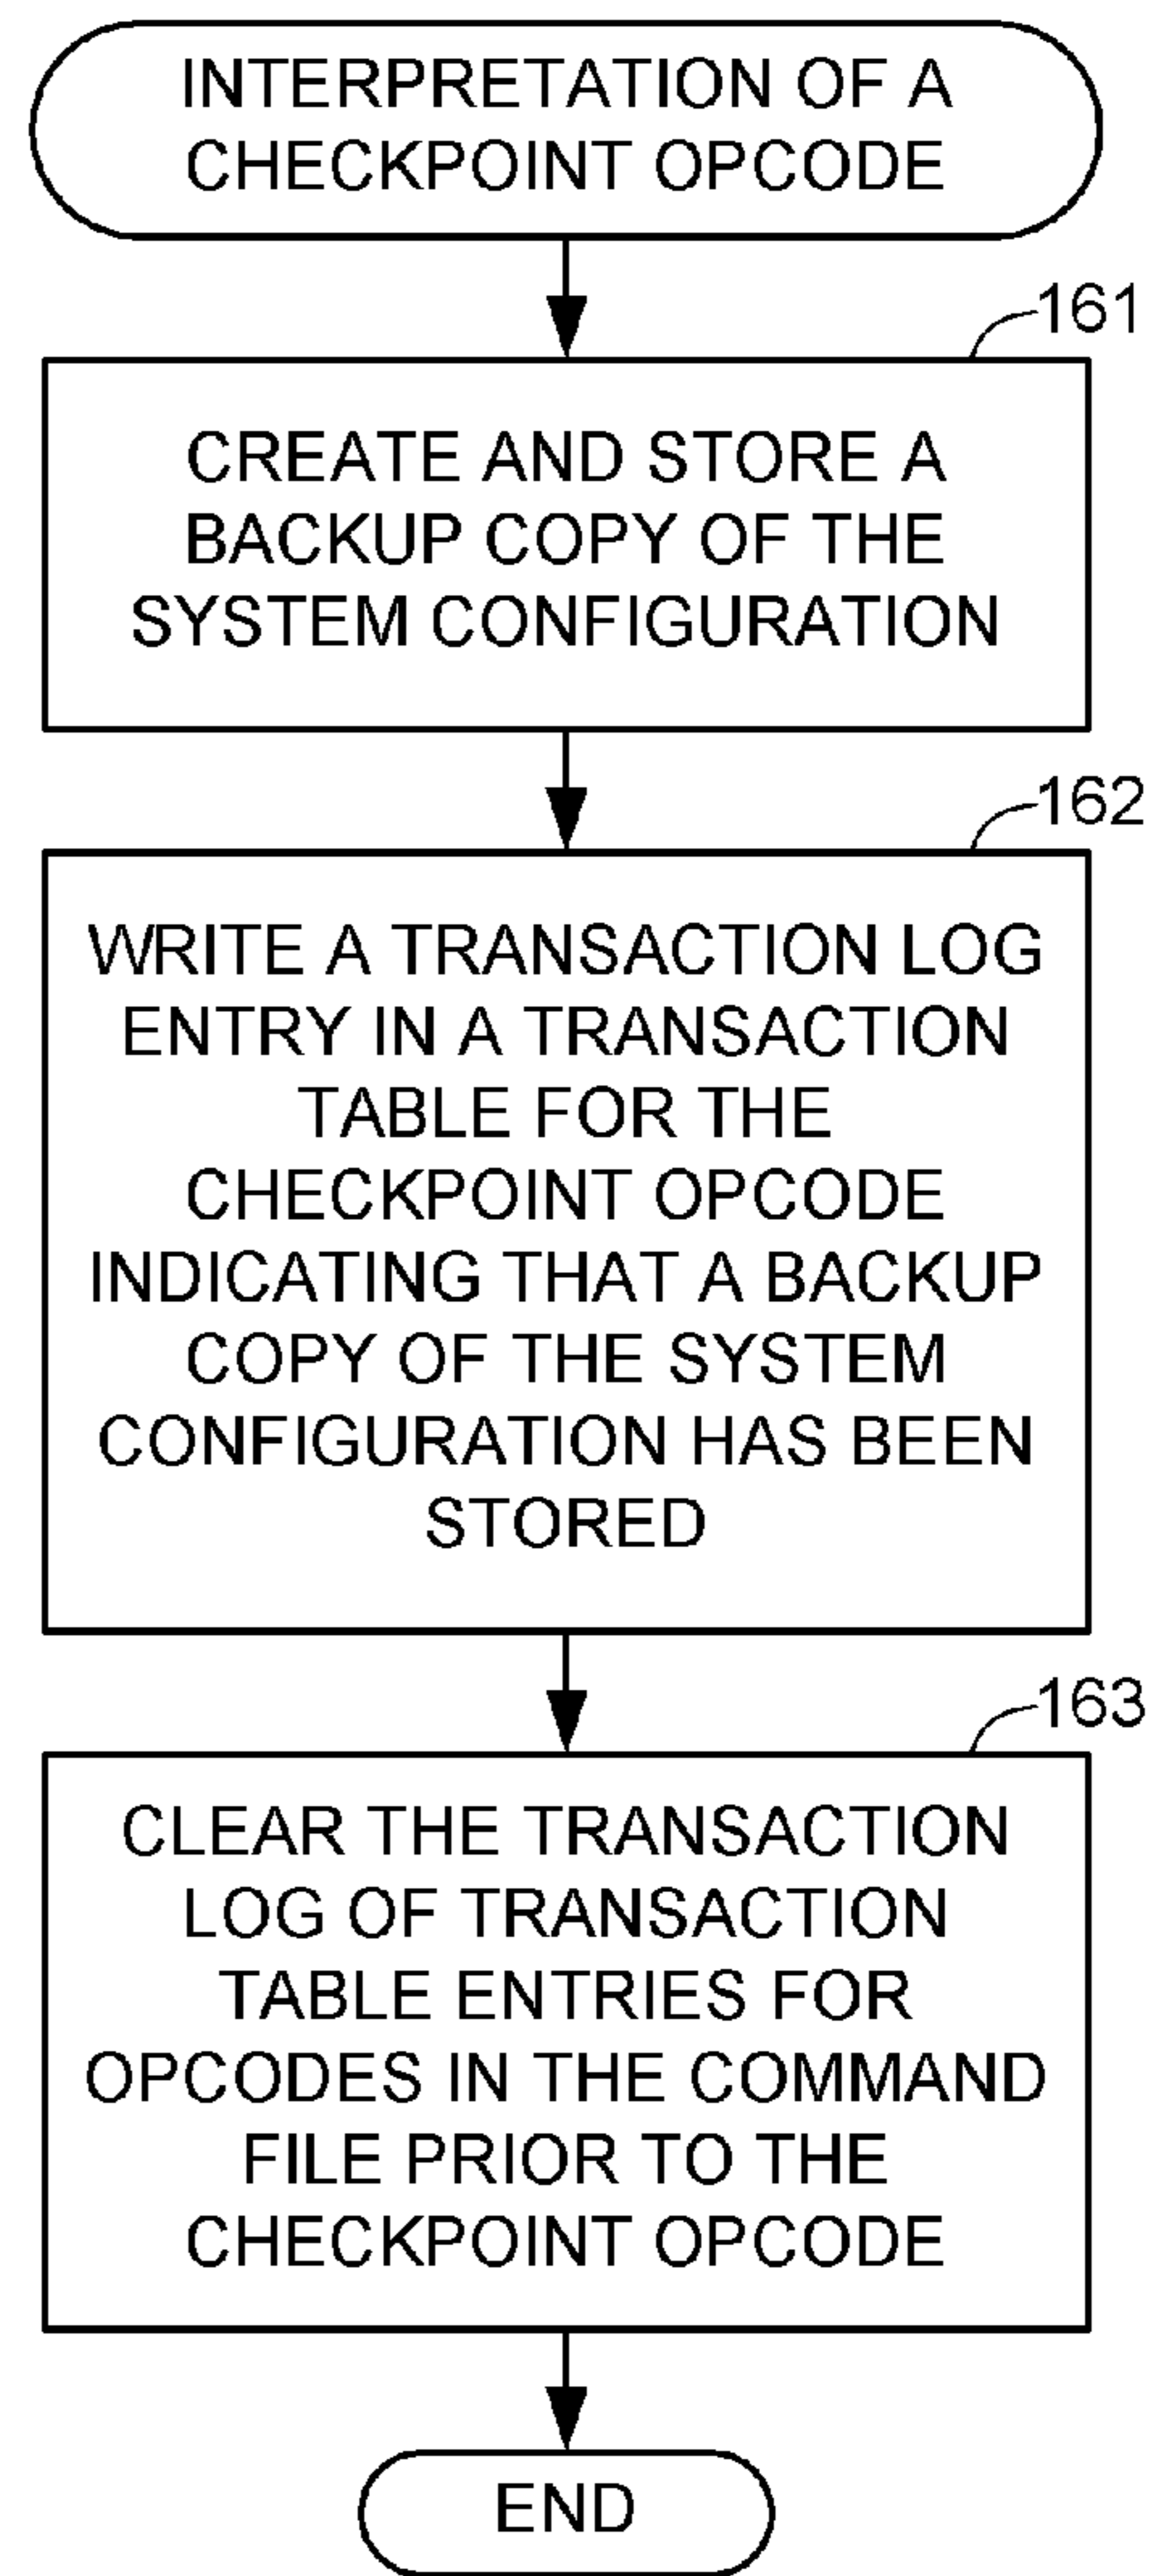 INTERPRETATION OF A
CHECKPOINT OPCODE
161
CREATE AND STORE A
BACKUP COPY OF THE
SYSTEM CONFIGURATION
162
WRITE A TRANSACTION LOG
ENTRY IN A TRANSACTION
TABLE FOR THE
CHECKPOINT OPCODE
INDICATING THAT A BACKUP
COPY OF THE SYSTEM
CONFIGURATION HAS BEEN
STORED
163
CLEAR THE TRANSACTION
LOG OF TRANSACTION
TABLE ENTRIES FOR
OPCODES IN THE COMMAND
FILE PRIOR TO THE
CHECKPOINT OPCODE
END